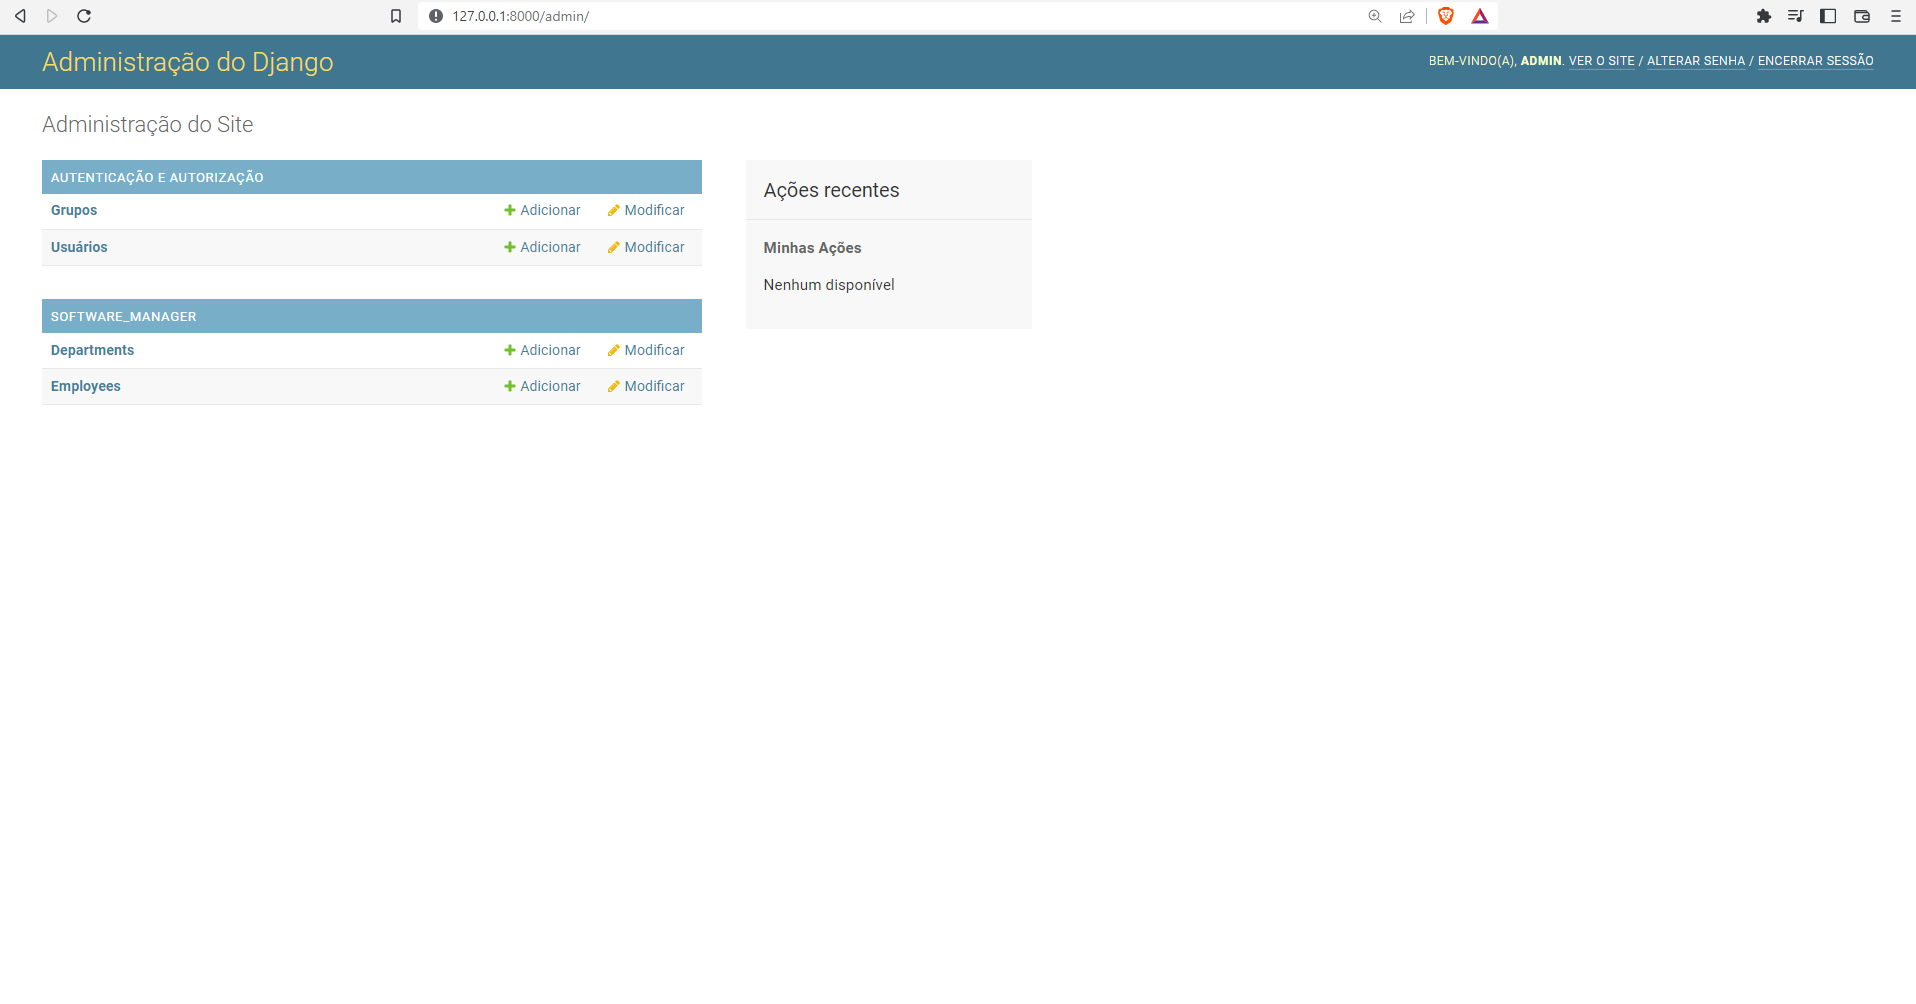 127.0.0.1:8000/admin/
Administração do Django
BEM-VINDO(A), ADMIN. VER O SITE / ALTERAR SENHA / ENCERRAR SESSÃO
Administração do Site
AUTENTICAÇÃO E AUTORIZAÇÃO
Grupos Adicionar Modificar
Usuários Adicionar Modificar
SOFTWARE_MANAGER
Departments Adicionar Modificar
Employees Adicionar Modificar
Ações recentes
Minhas Ações
Nenhum disponível